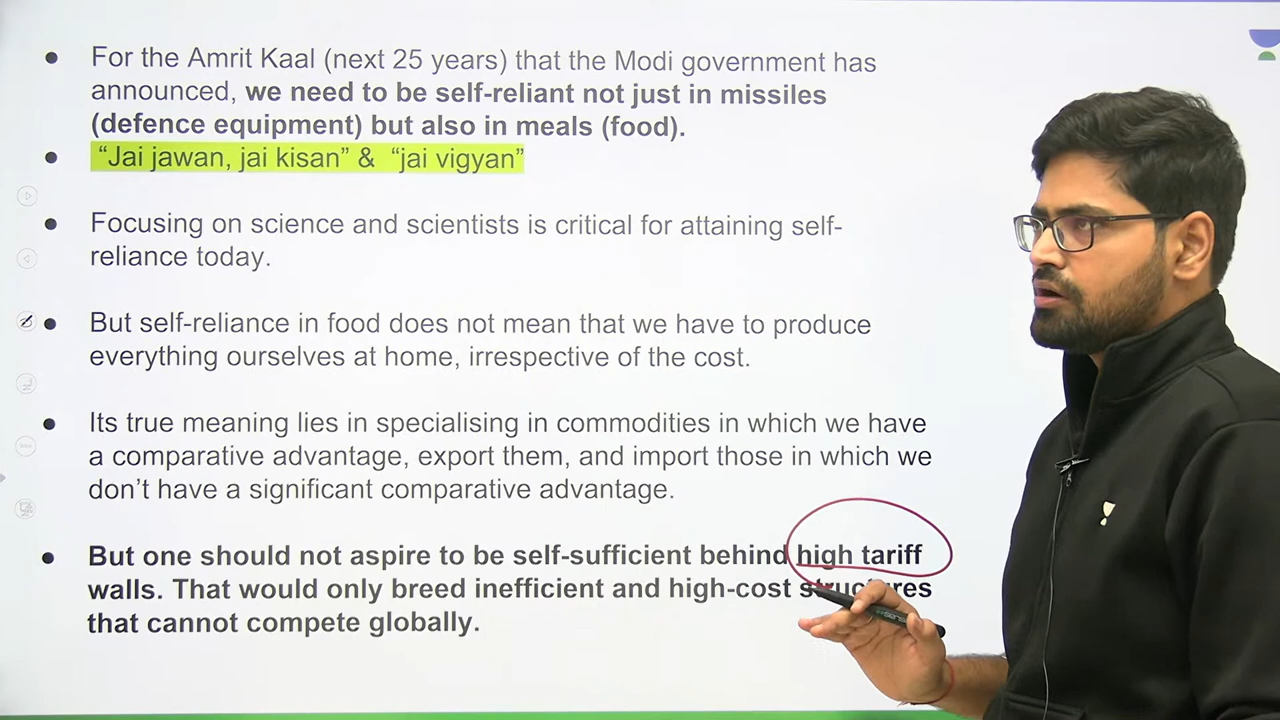 For the Amrit Kaal (next 25 years) that the Modi government has
announced, we need to be self-reliant not just in missiles
(defence equipment) but also in meals (food).
“Jai jawan, jai kisan” & “jai vigyan”
Focusing on science and scientists is critical for attaining self-
reliance today.
But self-reliance in food does not mean that we have to produce
everything ourselves at home, irrespective of the cost.
Its true meaning lies in specialising in commodities in which we have
a comparative advantage, export them, and import those in which we
don’t have a significant comparative advantage.
But one should not aspire to be self-sufficient behind high tariff
walls. That would only breed inefficient and high-cost structures
that cannot compete globally.